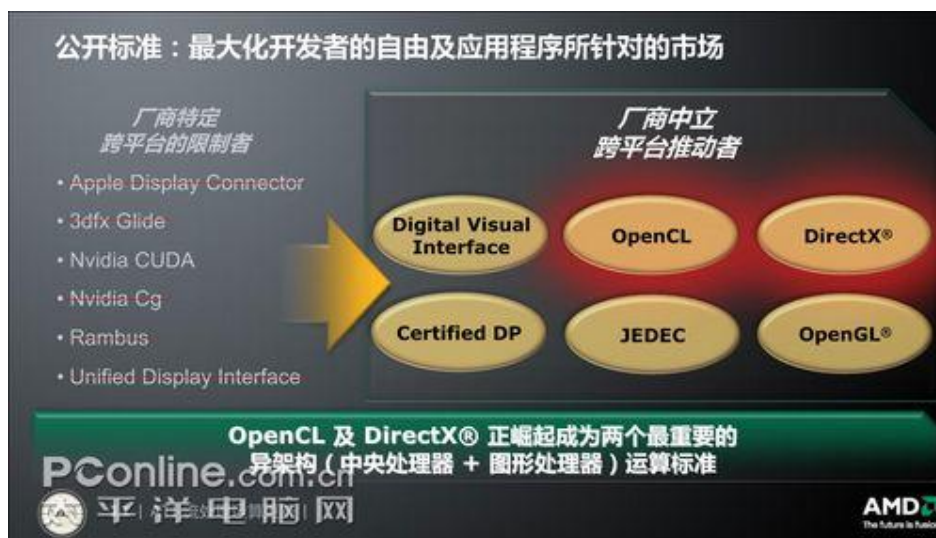 公开标准：最大化开发者的自由及应用程序所针对的市场
厂商特定
跨平台的限制者
• Apple Display Connector
• 3dfx Glide
• Nvidia CUDA
• Nvidia Cg
• Rambus
• Unified Display Interface
厂商中立
跨平台推动者
Digital Visual
Interface
OpenCL
DirectX®
Certified DP
JEDEC
OpenGL®
OpenCL 及 DirectX® 正崛起成为两个最重要的
异架构（中央处理器 + 图形处理器）运算标准
PConline.com.cn
太平洋电脑网
AMD
The future is fusion